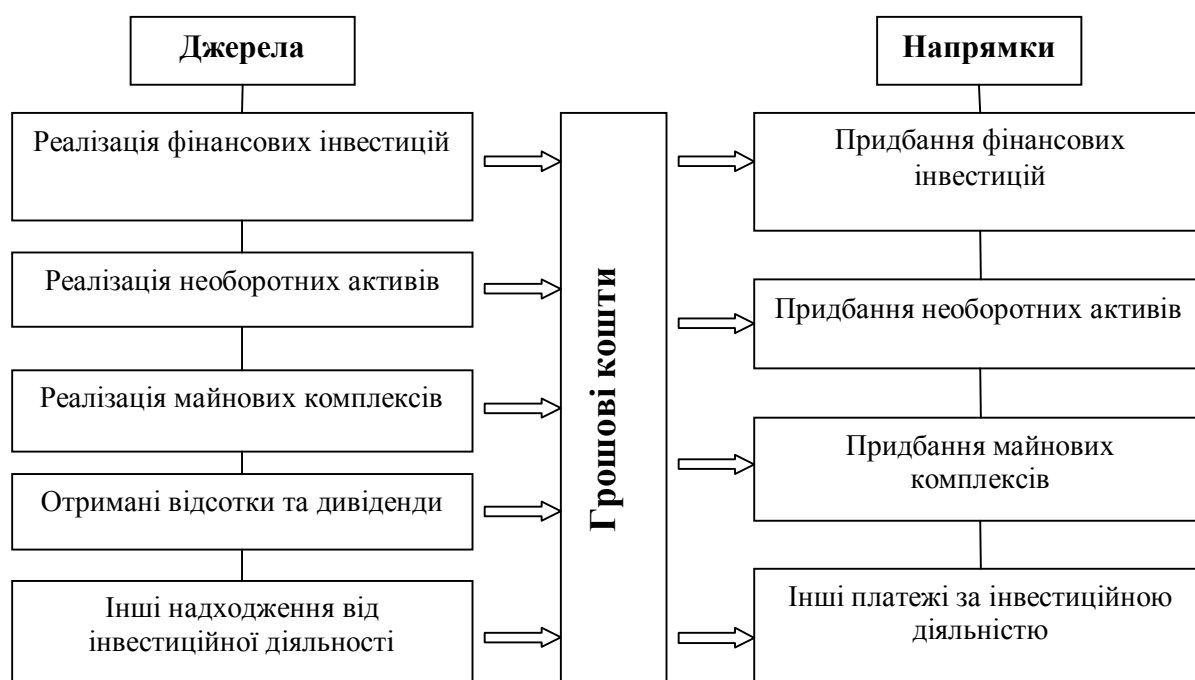 Джерела
Реалізація фінансових інвестицій
Реалізація необоротних активів
Реалізація майнових комплексів
Отримані відсотки та дивіденди
Інші надходження від
інвестиційної діяльності
Грошові кошти
Напрямки
Придбання фінансових
інвестицій
Придбання необоротних активів
Придбання майнових
комплексів
Інші платежі за інвестиційною
діяльністю